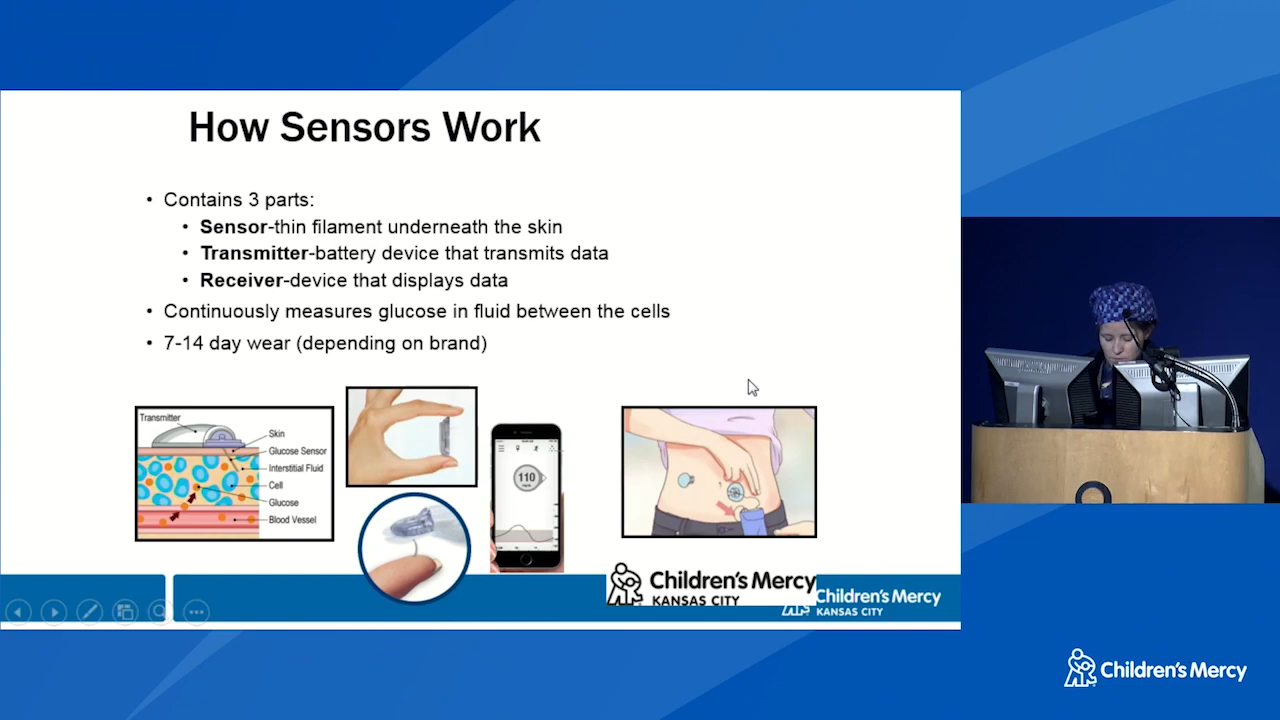 How Sensors Work
• Contains 3 parts:
• Sensor-thin filament underneath the skin
• Transmitter-battery device that transmits data
• Receiver-device that displays data
• Continuously measures glucose in fluid between the cells
• 7-14 day wear (depending on brand)
Transmitter
Skin
Glucose Sensor
Interstitial Fluid
Cell
Glucose
Blood Vessel
110
Children's Mercy
KANSAS CITY
Children's Mercy
KANSAS CITY
Children's Mercy